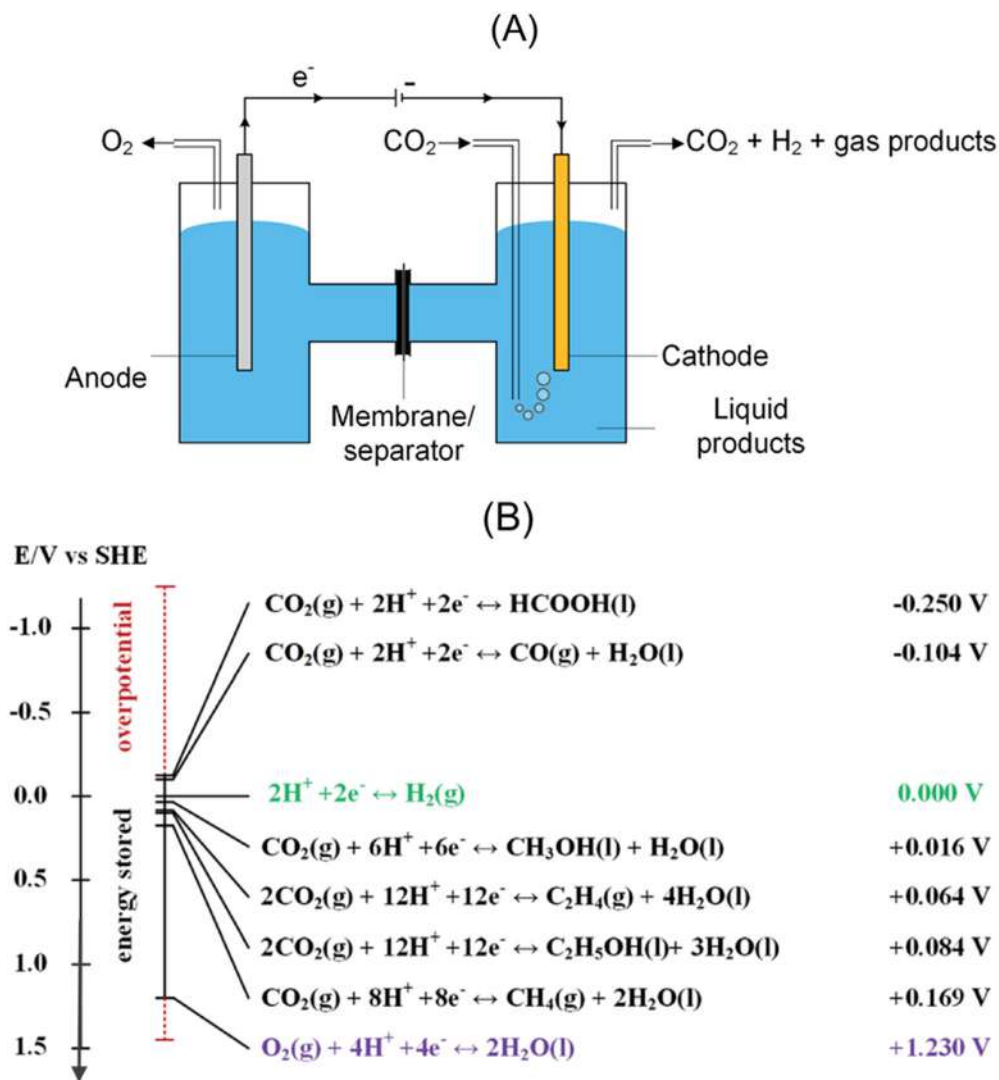 (A)
e⁻
-
O₂
CO₂
CO₂ + H₂ + gas products
Anode
Cathode
Membrane/
separator
Liquid
products
(B)
E/V vs SHE
-1.0
-0.5
0.0
0.5
1.0
1.5
overpotential
energy stored
CO₂(g) + 2H⁺ +2e⁻ ↔ HCOOH(l) -0.250 V
CO₂(g) + 2H⁺ +2e⁻ ↔ CO(g) + H₂O(l) -0.104 V
2H⁺ +2e⁻ ↔ H₂(g) 0.000 V
CO₂(g) + 6H⁺ +6e⁻ ↔ CH₃OH(l) + H₂O(l) +0.016 V
2CO₂(g) + 12H⁺ +12e⁻ ↔ C₂H₄(g) + 4H₂O(l) +0.064 V
2CO₂(g) + 12H⁺ +12e⁻ ↔ C₂H₅OH(l)+ 3H₂O(l) +0.084 V
CO₂(g) + 8H⁺ +8e⁻ ↔ CH₄(g) + 2H₂O(l) +0.169 V
O₂(g) + 4H⁺ +4e⁻ ↔ 2H₂O(l) +1.230 V